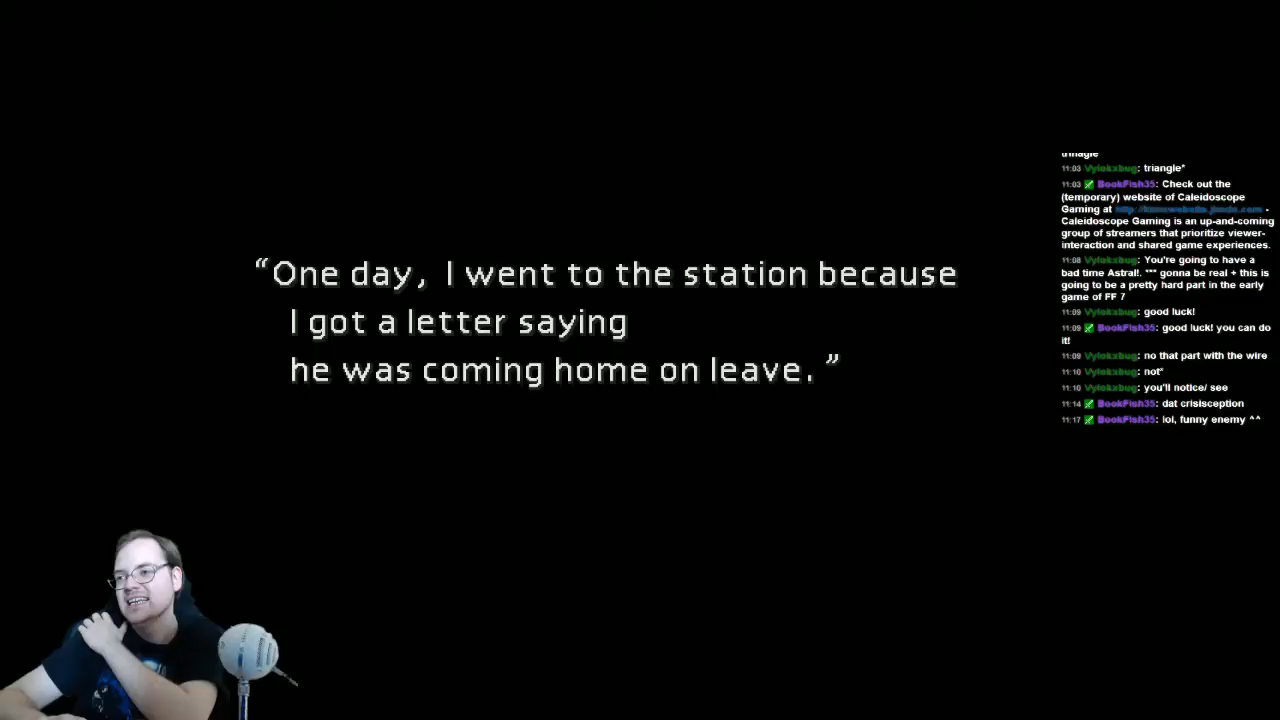 “One day, I went to the station because
I got a letter saying
he was coming home on leave.”
11:03 Vylokxbug: triangle*
11:03 BookFish35: Check out the
(temporary) website of Caleidoscope
Gaming at -
Caleidoscope Gaming is an up-and-coming
group of streamers that prioritize viewer-
interaction and shared game experiences.
11:08 Vylokxbug: You're going to have a
bad time Astral!. *** gonna be real + this is
going to be a pretty hard part in the early
game of FF 7
11:09 Vylokxbug: good luck!
11:09 BookFish35: good luck! you can do
it!
11:09 Vylokxbug: no that part with the wire
11:10 Vylokxbug: not*
11:10 Vylokxbug: you'll notice/ see
11:14 BookFish35: dat crisisception
11:17 BookFish35: lol, funny enemy ^^